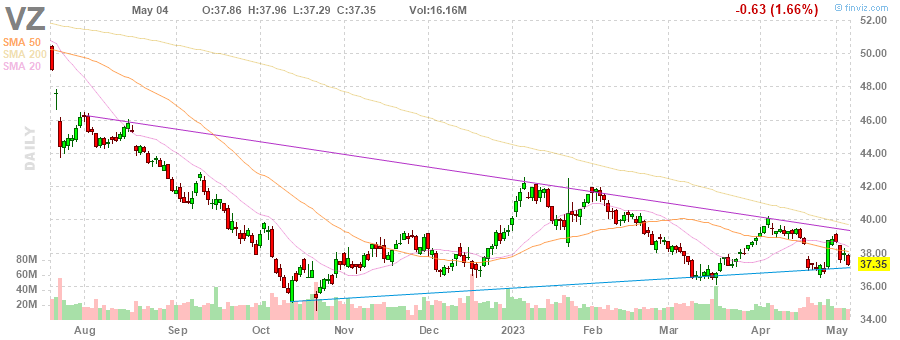 VZ May 04 O:37.86 H:37.96 L:37.29 C:37.35 Vol:16.16M -0.63 (1.66%) © finviz.com
SMA 50
SMA 200
SMA 20
DAILY
52.00
50.00
48.00
46.00
44.00
42.00
40.00
38.00
37.35
36.00
34.00
80M
60M
40M
20M
Aug Sep Oct Nov Dec 2023 Feb Mar Apr May